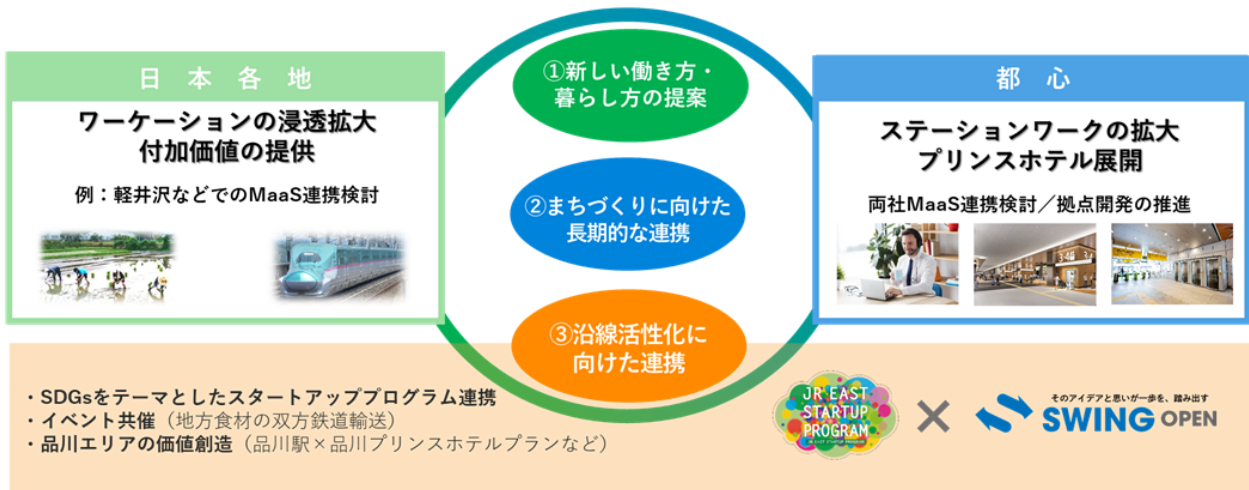 日本各地
ワーケーションの浸透拡大
付加価値の提供
例：軽井沢などでのMaaS連携検討
①新しい働き方・
暮らし方の提案
②まちづくりに向けた
長期的な連携
③沿線活性化に
向けた連携
都心
ステーションワークの拡大
プリンスホテル展開
両社MaaS連携検討／拠点開発の推進
・SDGsをテーマとしたスタートアッププログラム連携
・イベント共催（地方食材の双方鉄道輸送）
・品川エリアの価値創造（品川駅×品川プリンスホテルプランなど）
JR EAST
STARTUP
PROGRAM
JR EAST STARTUP PROGRAM
×
そのアイデアと思いが一歩を、踏み出す
SWING OPEN